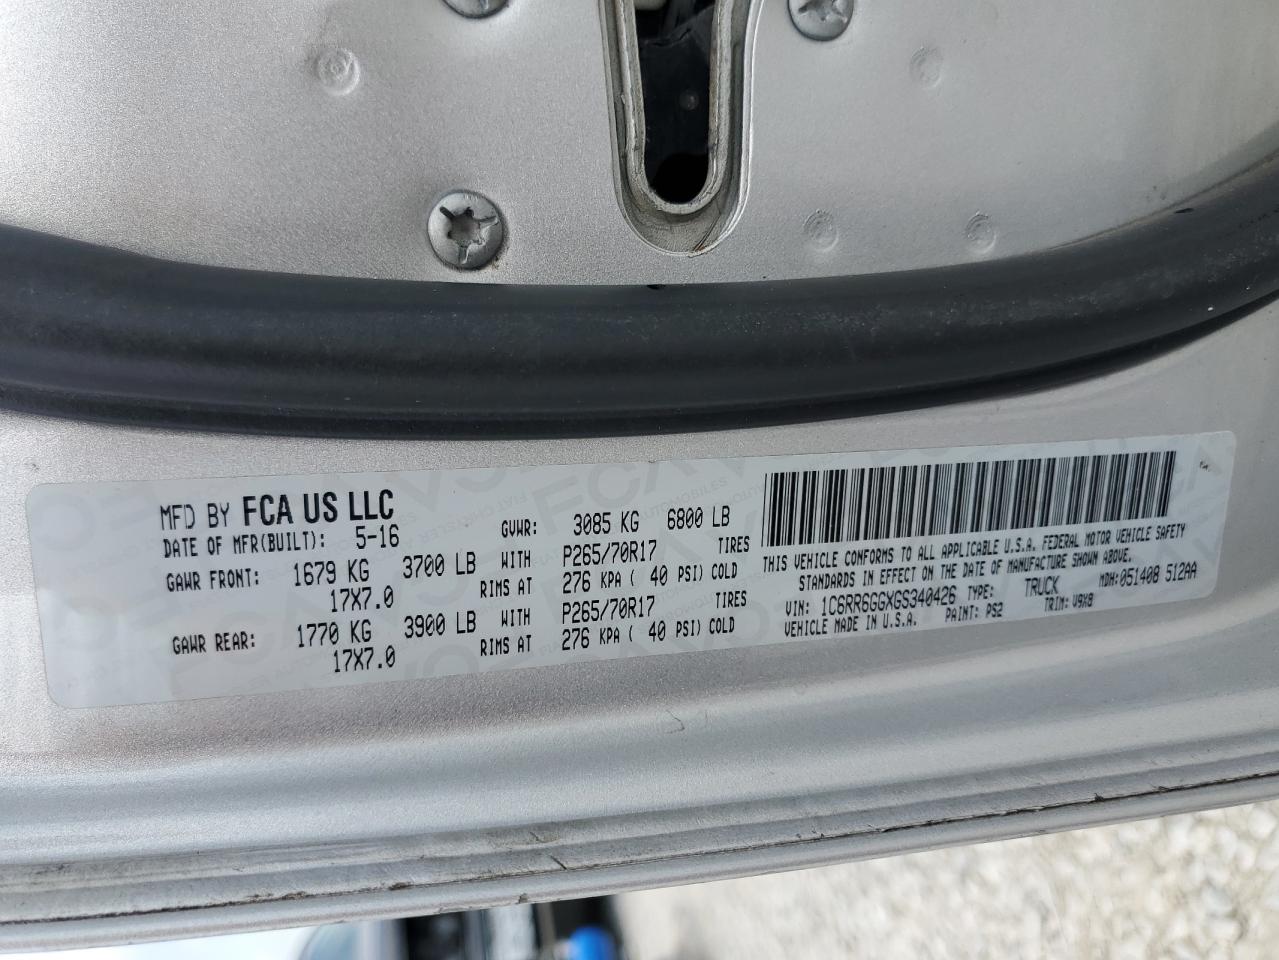 MFD BY FCA US LLC
DATE OF MFR(BUILT): 5-16 GVWR: 3085 KG 6800 LB
GAWR FRONT: 1679 KG 3700 LB WITH P265/70R17 TIRES
17X7.0 RIMS AT 276 KPA ( 40 PSI) COLD
GAWR REAR: 1770 KG 3900 LB WITH P265/70R17 TIRES
17X7.0 RIMS AT 276 KPA ( 40 PSI) COLD
THIS VEHICLE CONFORMS TO ALL APPLICABLE U.S.A. FEDERAL MOTOR VEHICLE SAFETY
STANDARDS IN EFFECT ON THE DATE OF MANUFACTURE SHOWN ABOVE.
VIN: 1C6RR6GGXGS340426 TYPE: TRUCK MDH:051408 512AA
VEHICLE MADE IN U.S.A. PAINT: PS2 TRIM: V9X8